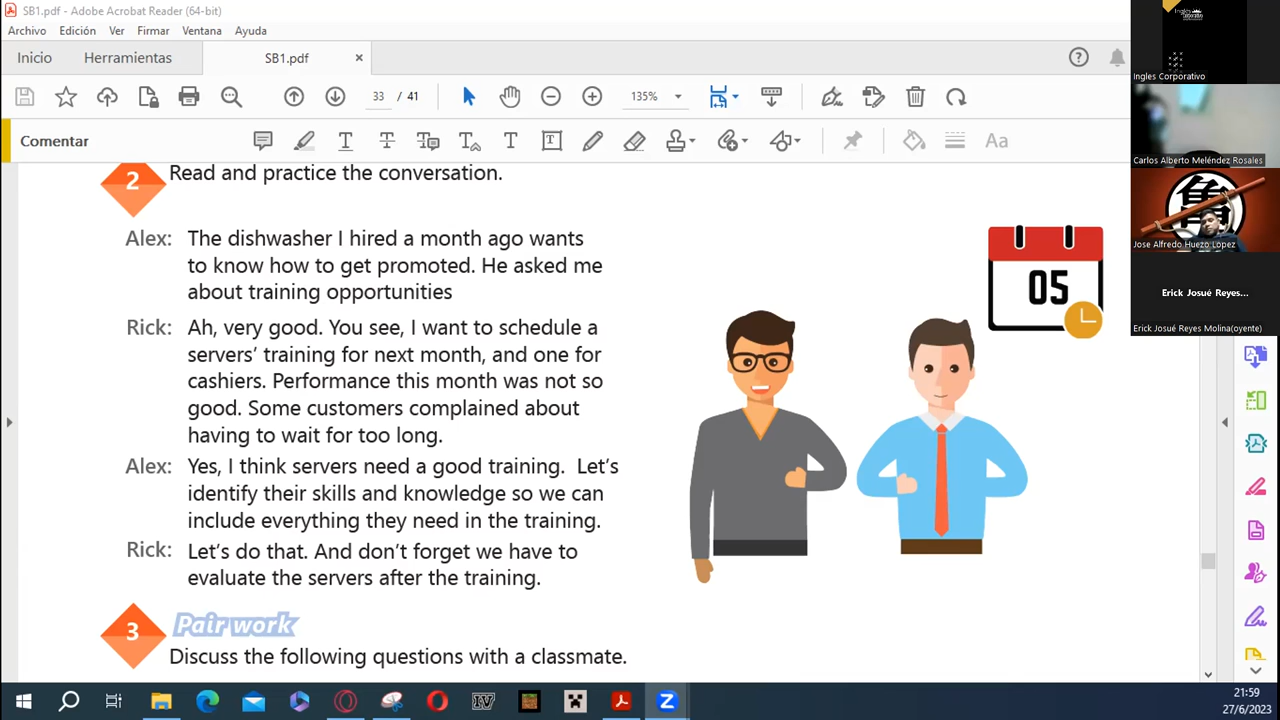 SB1.pdf - Adobe Acrobat Reader (64-bit)
Archivo Edición Ver Firmar Ventana Ayuda
Inicio Herramientas SB1.pdf ×
33 / 41 135%
Comentar
2 Read and practice the conversation.
Alex: The dishwasher I hired a month ago wants
to know how to get promoted. He asked me
about training opportunities
Rick: Ah, very good. You see, I want to schedule a
servers’ training for next month, and one for
cashiers. Performance this month was not so
good. Some customers complained about
having to wait for too long.
Alex: Yes, I think servers need a good training. Let’s
identify their skills and knowledge so we can
include everything they need in the training.
Rick: Let’s do that. And don’t forget we have to
evaluate the servers after the training.
05
3 Pair work
Discuss the following questions with a classmate.
Ingles Corporativo
Carlos Alberto Meléndez Rosales
Jose Alfredo Huezo Lopez
Erick Josué Reyes...
Erick Josué Reyes Molina(oyente)
21:59
27/6/2023